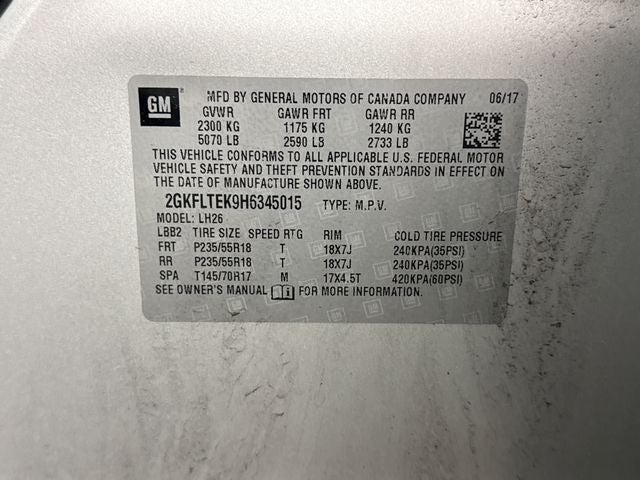 GM MFD BY GENERAL MOTORS OF CANADA COMPANY 06/17
GVWR GAWR FRT GAWR RR
2300 KG 1175 KG 1240 KG
5070 LB 2590 LB 2733 LB
THIS VEHICLE CONFORMS TO ALL APPLICABLE U.S. FEDERAL MOTOR
VEHICLE SAFETY AND THEFT PREVENTION STANDARDS IN EFFECT ON
THE DATE OF MANUFACTURE SHOWN ABOVE.
2GKFLTEK9H6345015 TYPE: M.P.V.
MODEL: LH26
LBB2 TIRE SIZE SPEED RTG RIM COLD TIRE PRESSURE
FRT P235/55R18 T 18X7J 240KPA(35PSI)
RR P235/55R18 T 18X7J 240KPA(35PSI)
SPA T145/70R17 M 17X4.5T 420KPA(60PSI)
SEE OWNER'S MANUAL FOR MORE INFORMATION.